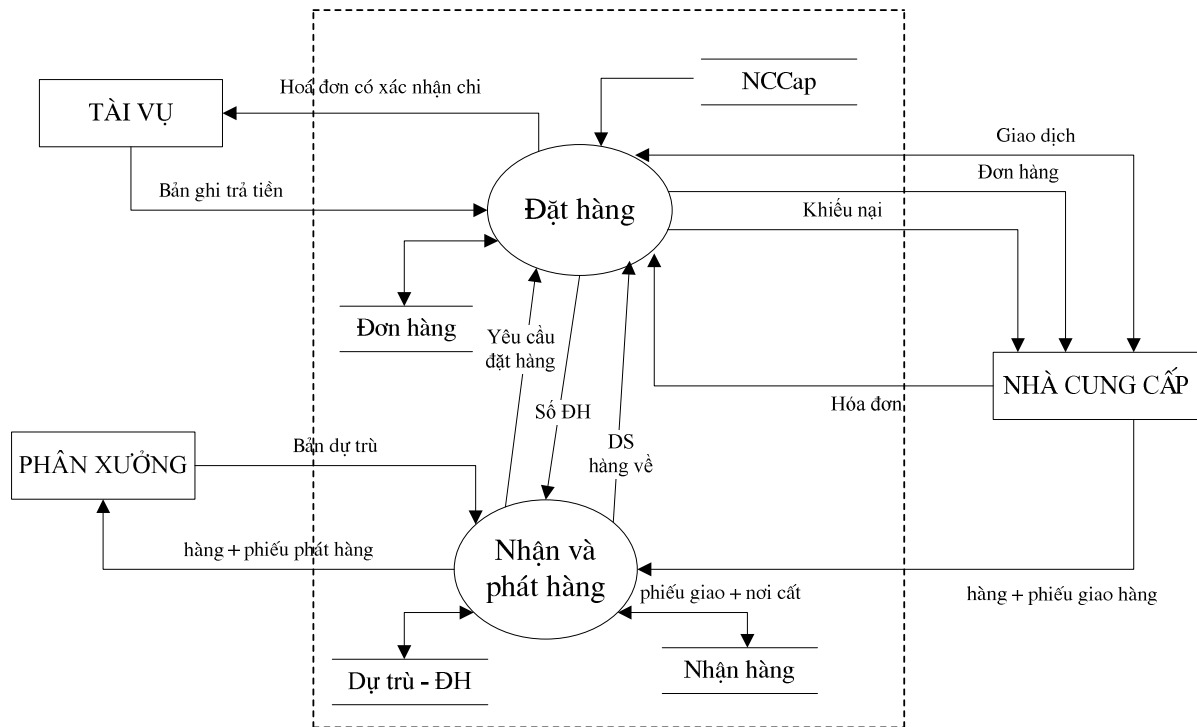 Hoá đơn có xác nhận chi
NCCap
TÀI VỤ
Giao dịch
Đơn hàng
Bản ghi trả tiền
Đặt hàng
Khiếu nại
Đơn hàng
Yêu cầu
đặt hàng
NHÀ CUNG CẤP
Hóa đơn
Số ĐH
DS
hàng về
Bản dự trù
PHÂN XƯỞNG
hàng + phiếu phát hàng
Nhận và
phát hàng
phiếu giao + nơi cất
hàng + phiếu giao hàng
Dự trù - ĐH
Nhận hàng